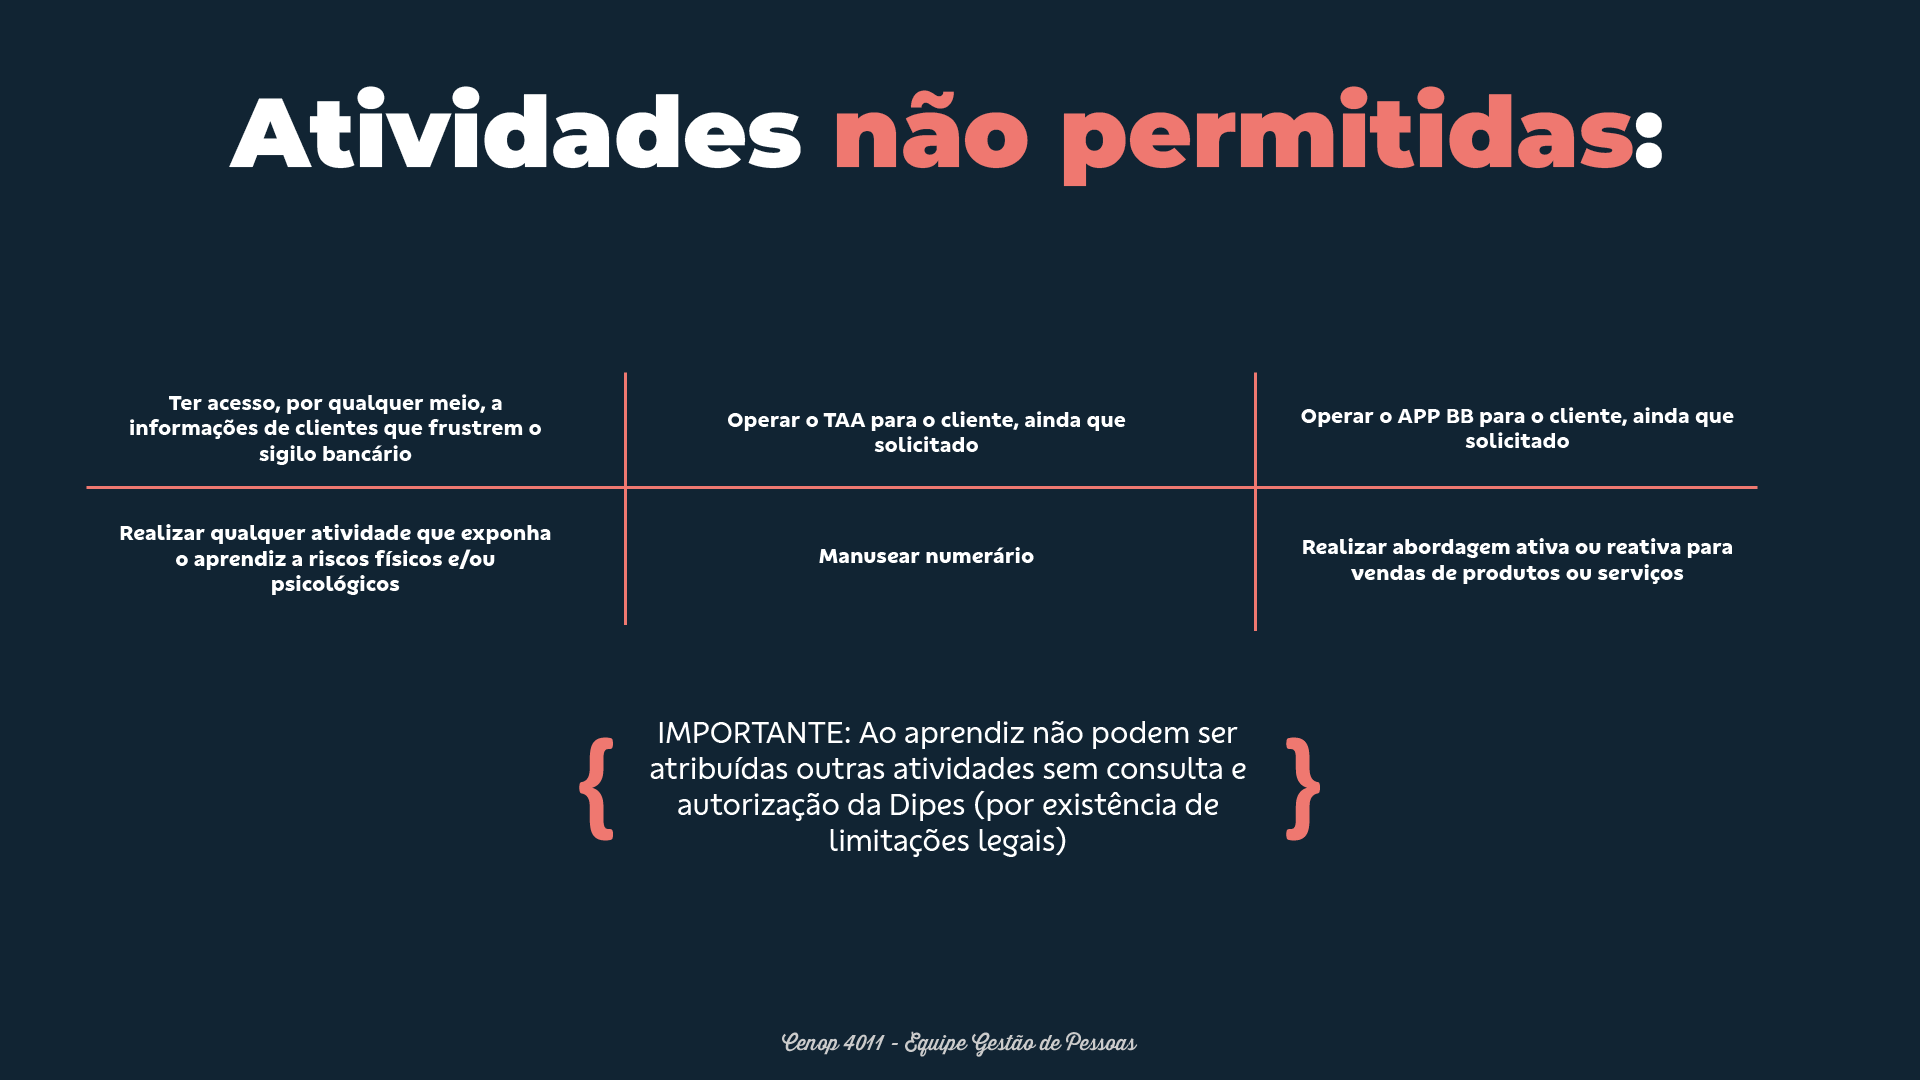 Atividades não permitidas:
Ter acesso, por qualquer meio, a
informações de clientes que frustrem o
sigilo bancário
Operar o TAA para o cliente, ainda que
solicitado
Operar o APP BB para o cliente, ainda que
solicitado
Realizar qualquer atividade que exponha
o aprendiz a riscos físicos e/ou
psicológicos
Manusear numerário
Realizar abordagem ativa ou reativa para
vendas de produtos ou serviços
{ IMPORTANTE: Ao aprendiz não podem ser
atribuídas outras atividades sem consulta e
autorização da Dipes (por existência de
limitações legais) }
Cenop 4011 - Equipe Gestão de Pessoas